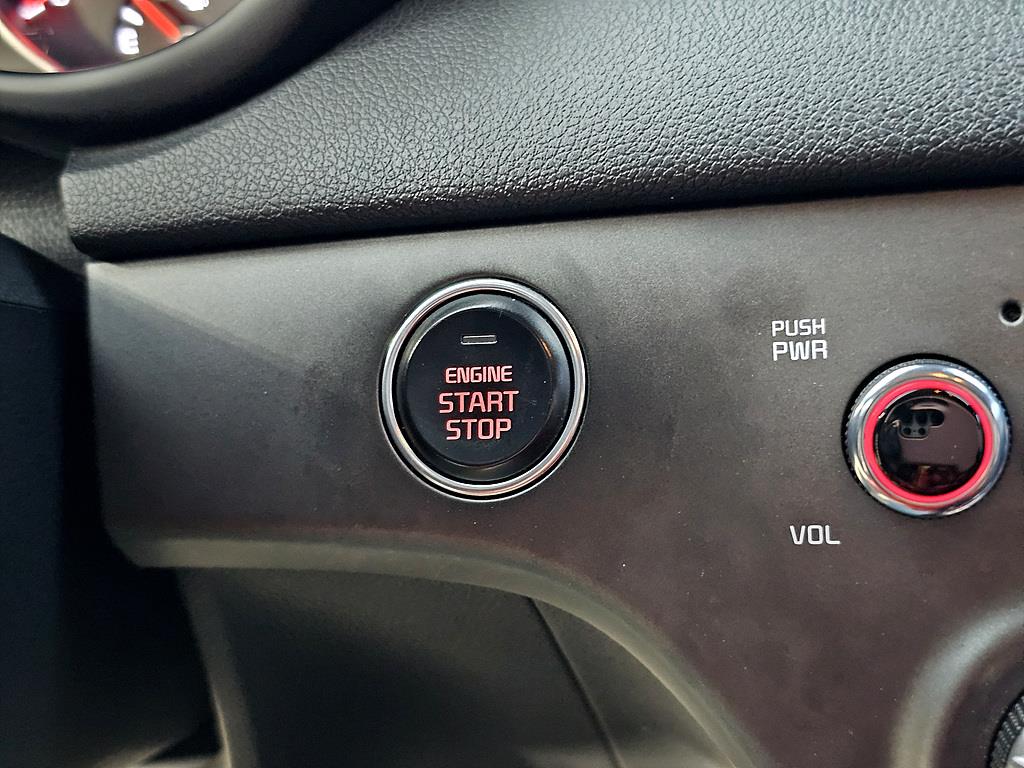 ENGINE
START
STOP
PUSH
PWR
VOL